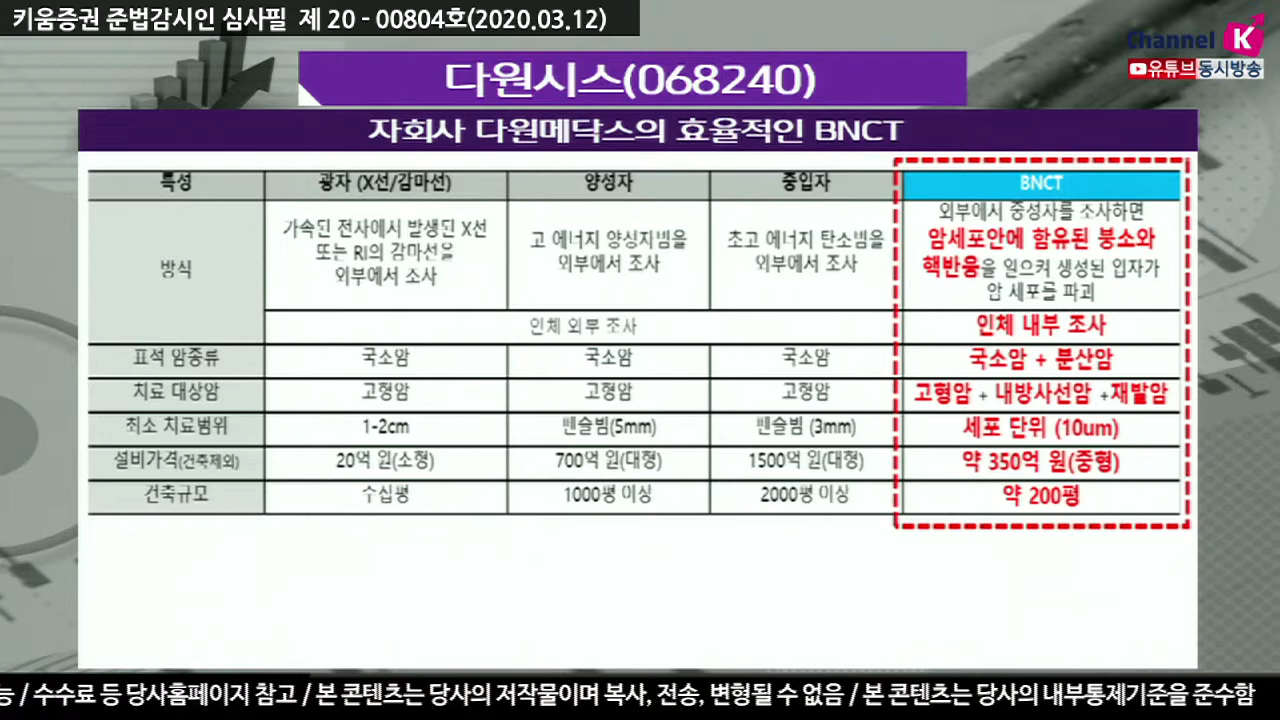 키움증권 준법감시인 심사필 제 20 - 00804호(2020.03.12)
Channel K
유튜브 동시방송
다원시스(068240)
자회사 다원메닥스의 효율적인 BNCT
특성 광자 (X선/감마선) 양성자 중입자 BNCT
방식
가속된 전자에서 발생된 X선
또는 RI의 감마선을
외부에서 조사
고 에너지 양성자빔을
외부에서 조사
초고 에너지 탄소빔을
외부에서 조사
외부에서 중성자를 조사하면
암세포안에 함유된 붕소와
핵반응을 일으켜 생성된 입자가
암 세포를 파괴
인체 외부 조사 인체 내부 조사
표적 암종류 국소암 국소암 국소암 국소암 + 분산암
치료 대상암 고형암 고형암 고형암 고형암 + 내방사선암 +재발암
최소 치료범위 1-2cm 펜슬빔(5mm) 펜슬빔 (3mm) 세포 단위 (10um)
설비가격(건축제외) 20억 원(소형) 700억 원(대형) 1500억 원(대형) 약 350억 원(중형)
건축규모 수십평 1000평 이상 2000평 이상 약 200평
능 / 수수료 등 당사홈페이지 참고 / 본 콘텐츠는 당사의 저작물이며 복사, 전송, 변형될 수 없음 / 본 콘텐츠는 당사의 내부통제기준을 준수함